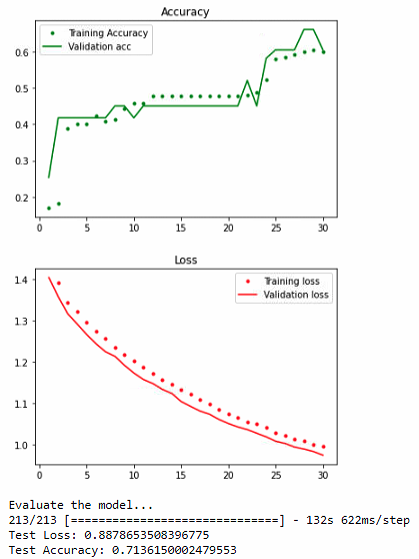 Accuracy
Training Accuracy
Validation acc
0.6
0.5
0.4
0.3
0.2
0 5 10 15 20 25 30
Loss
Training loss
Validation loss
1.4
1.3
1.2
1.1
1.0
0 5 10 15 20 25 30
Evaluate the model...
213/213 [==============================] - 132s 622ms/step
Test Loss: 0.8878653508396775
Test Accuracy: 0.7136150002479553